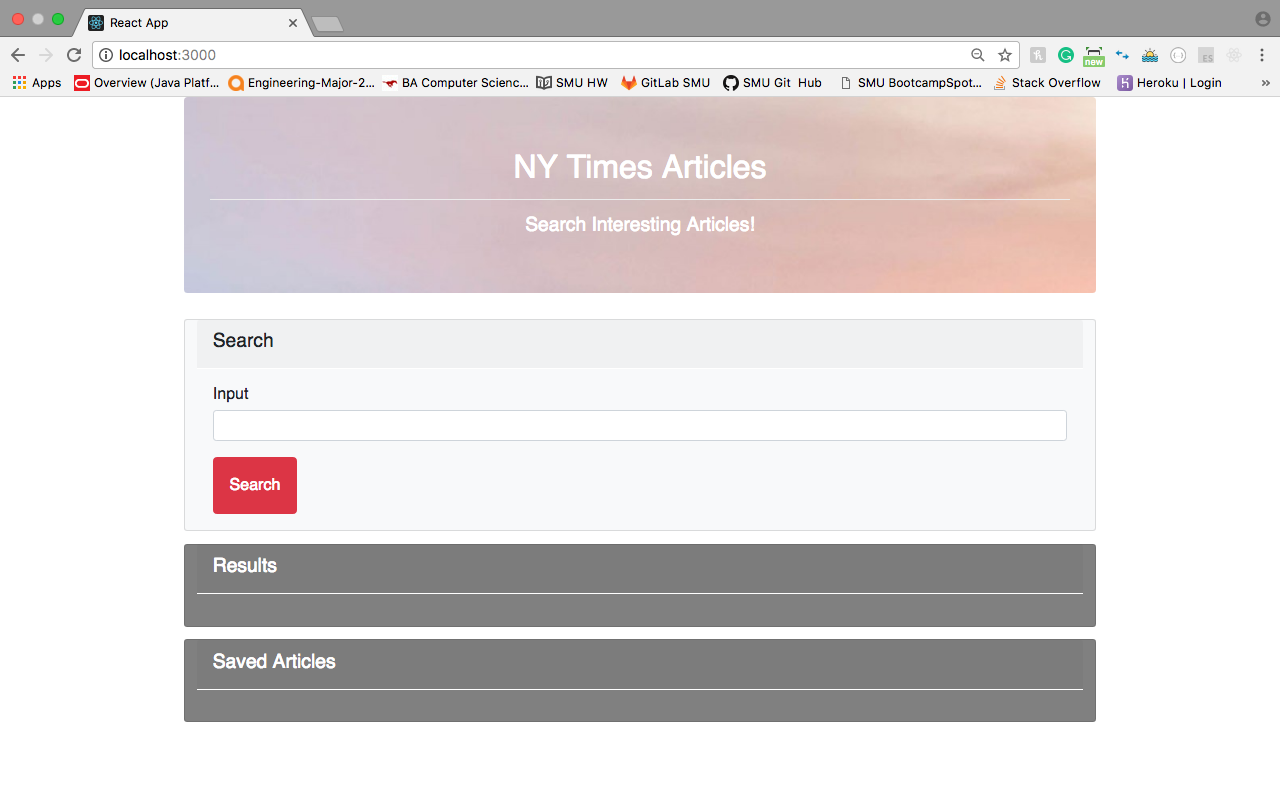 React App
localhost:3000
new
ES
Apps Overview (Java Platf... Engineering-Major-2... BA Computer Scienc... SMU HW GitLab SMU SMU Git Hub SMU BootcampSpot... Stack Overflow Heroku | Login »
NY Times Articles
Search Interesting Articles!
Search
Input
Search
Results
Saved Articles